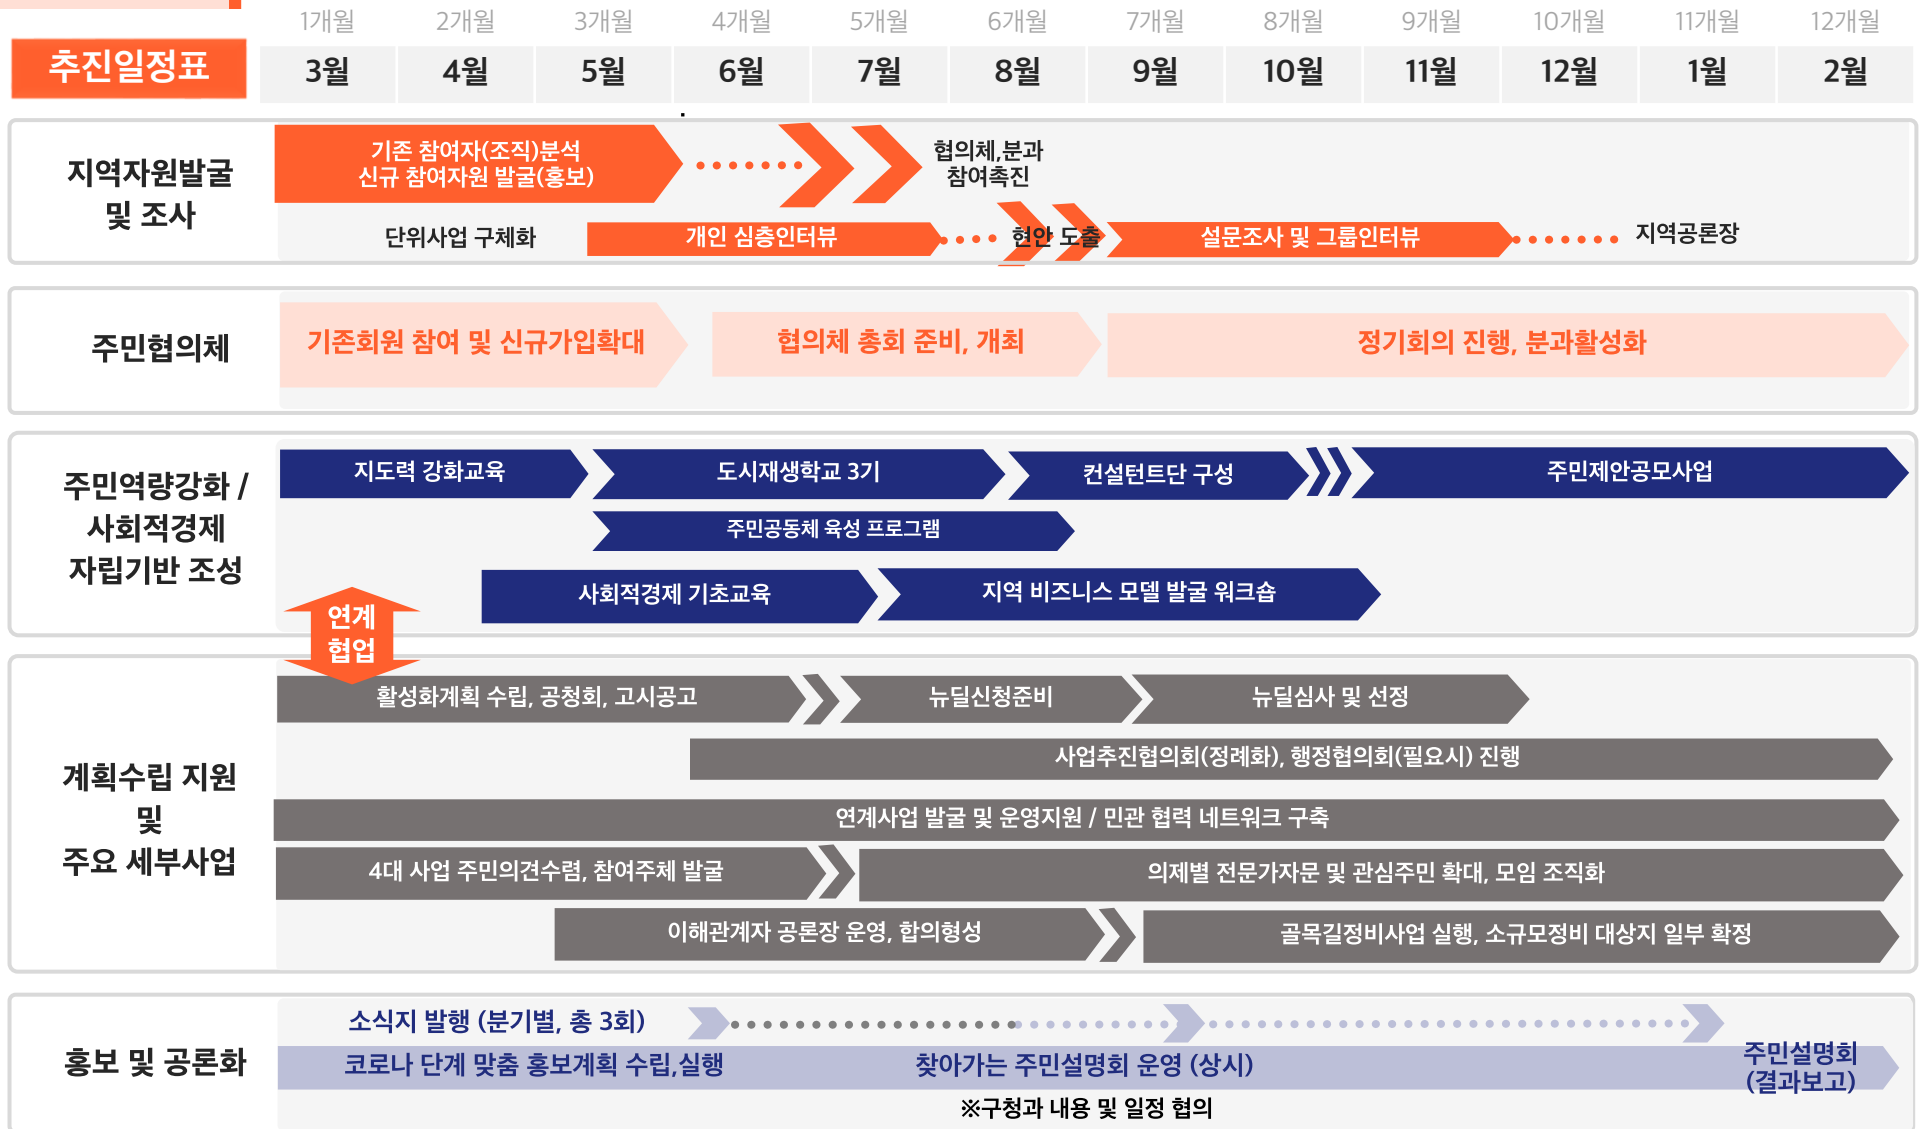 1개월 2개월 3개월 4개월 5개월 6개월 7개월 8개월 9개월 10개월 11개월 12개월
추진일정표 3월 4월 5월 6월 7월 8월 9월 10월 11월 12월 1월 2월
지역자원발굴
및 조사
기존 참여자(조직)분석
신규 참여자원 발굴(홍보)
협의체,분과
참여촉진
단위사업 구체화 개인 심층인터뷰 현안 도출 설문조사 및 그룹인터뷰 지역공론장
주민협의체
기존회원 참여 및 신규가입확대 협의체 총회 준비, 개최 정기회의 진행, 분과활성화
주민역량강화 /
사회적경제
자립기반 조성
지도력 강화교육 도시재생학교 3기 컨설턴트단 구성 주민제안공모사업
주민공동체 육성 프로그램
사회적경제 기초교육 지역 비즈니스 모델 발굴 워크숍
연계
협업
계획수립 지원
및
주요 세부사업
활성화계획 수립, 공청회, 고시공고 뉴딜신청준비 뉴딜심사 및 선정
사업추진협의회(정례화), 행정협의회(필요시) 진행
연계사업 발굴 및 운영지원 / 민관 협력 네트워크 구축
4대 사업 주민의견수렴, 참여주체 발굴 의제별 전문가자문 및 관심주민 확대, 모임 조직화
이해관계자 공론장 운영, 합의형성 골목길정비사업 실행, 소규모정비 대상지 일부 확정
홍보 및 공론화
소식지 발행 (분기별, 총 3회)
코로나 단계 맞춤 홍보계획 수립,실행 찾아가는 주민설명회 운영 (상시)
주민설명회
(결과보고)
※구청과 내용 및 일정 협의